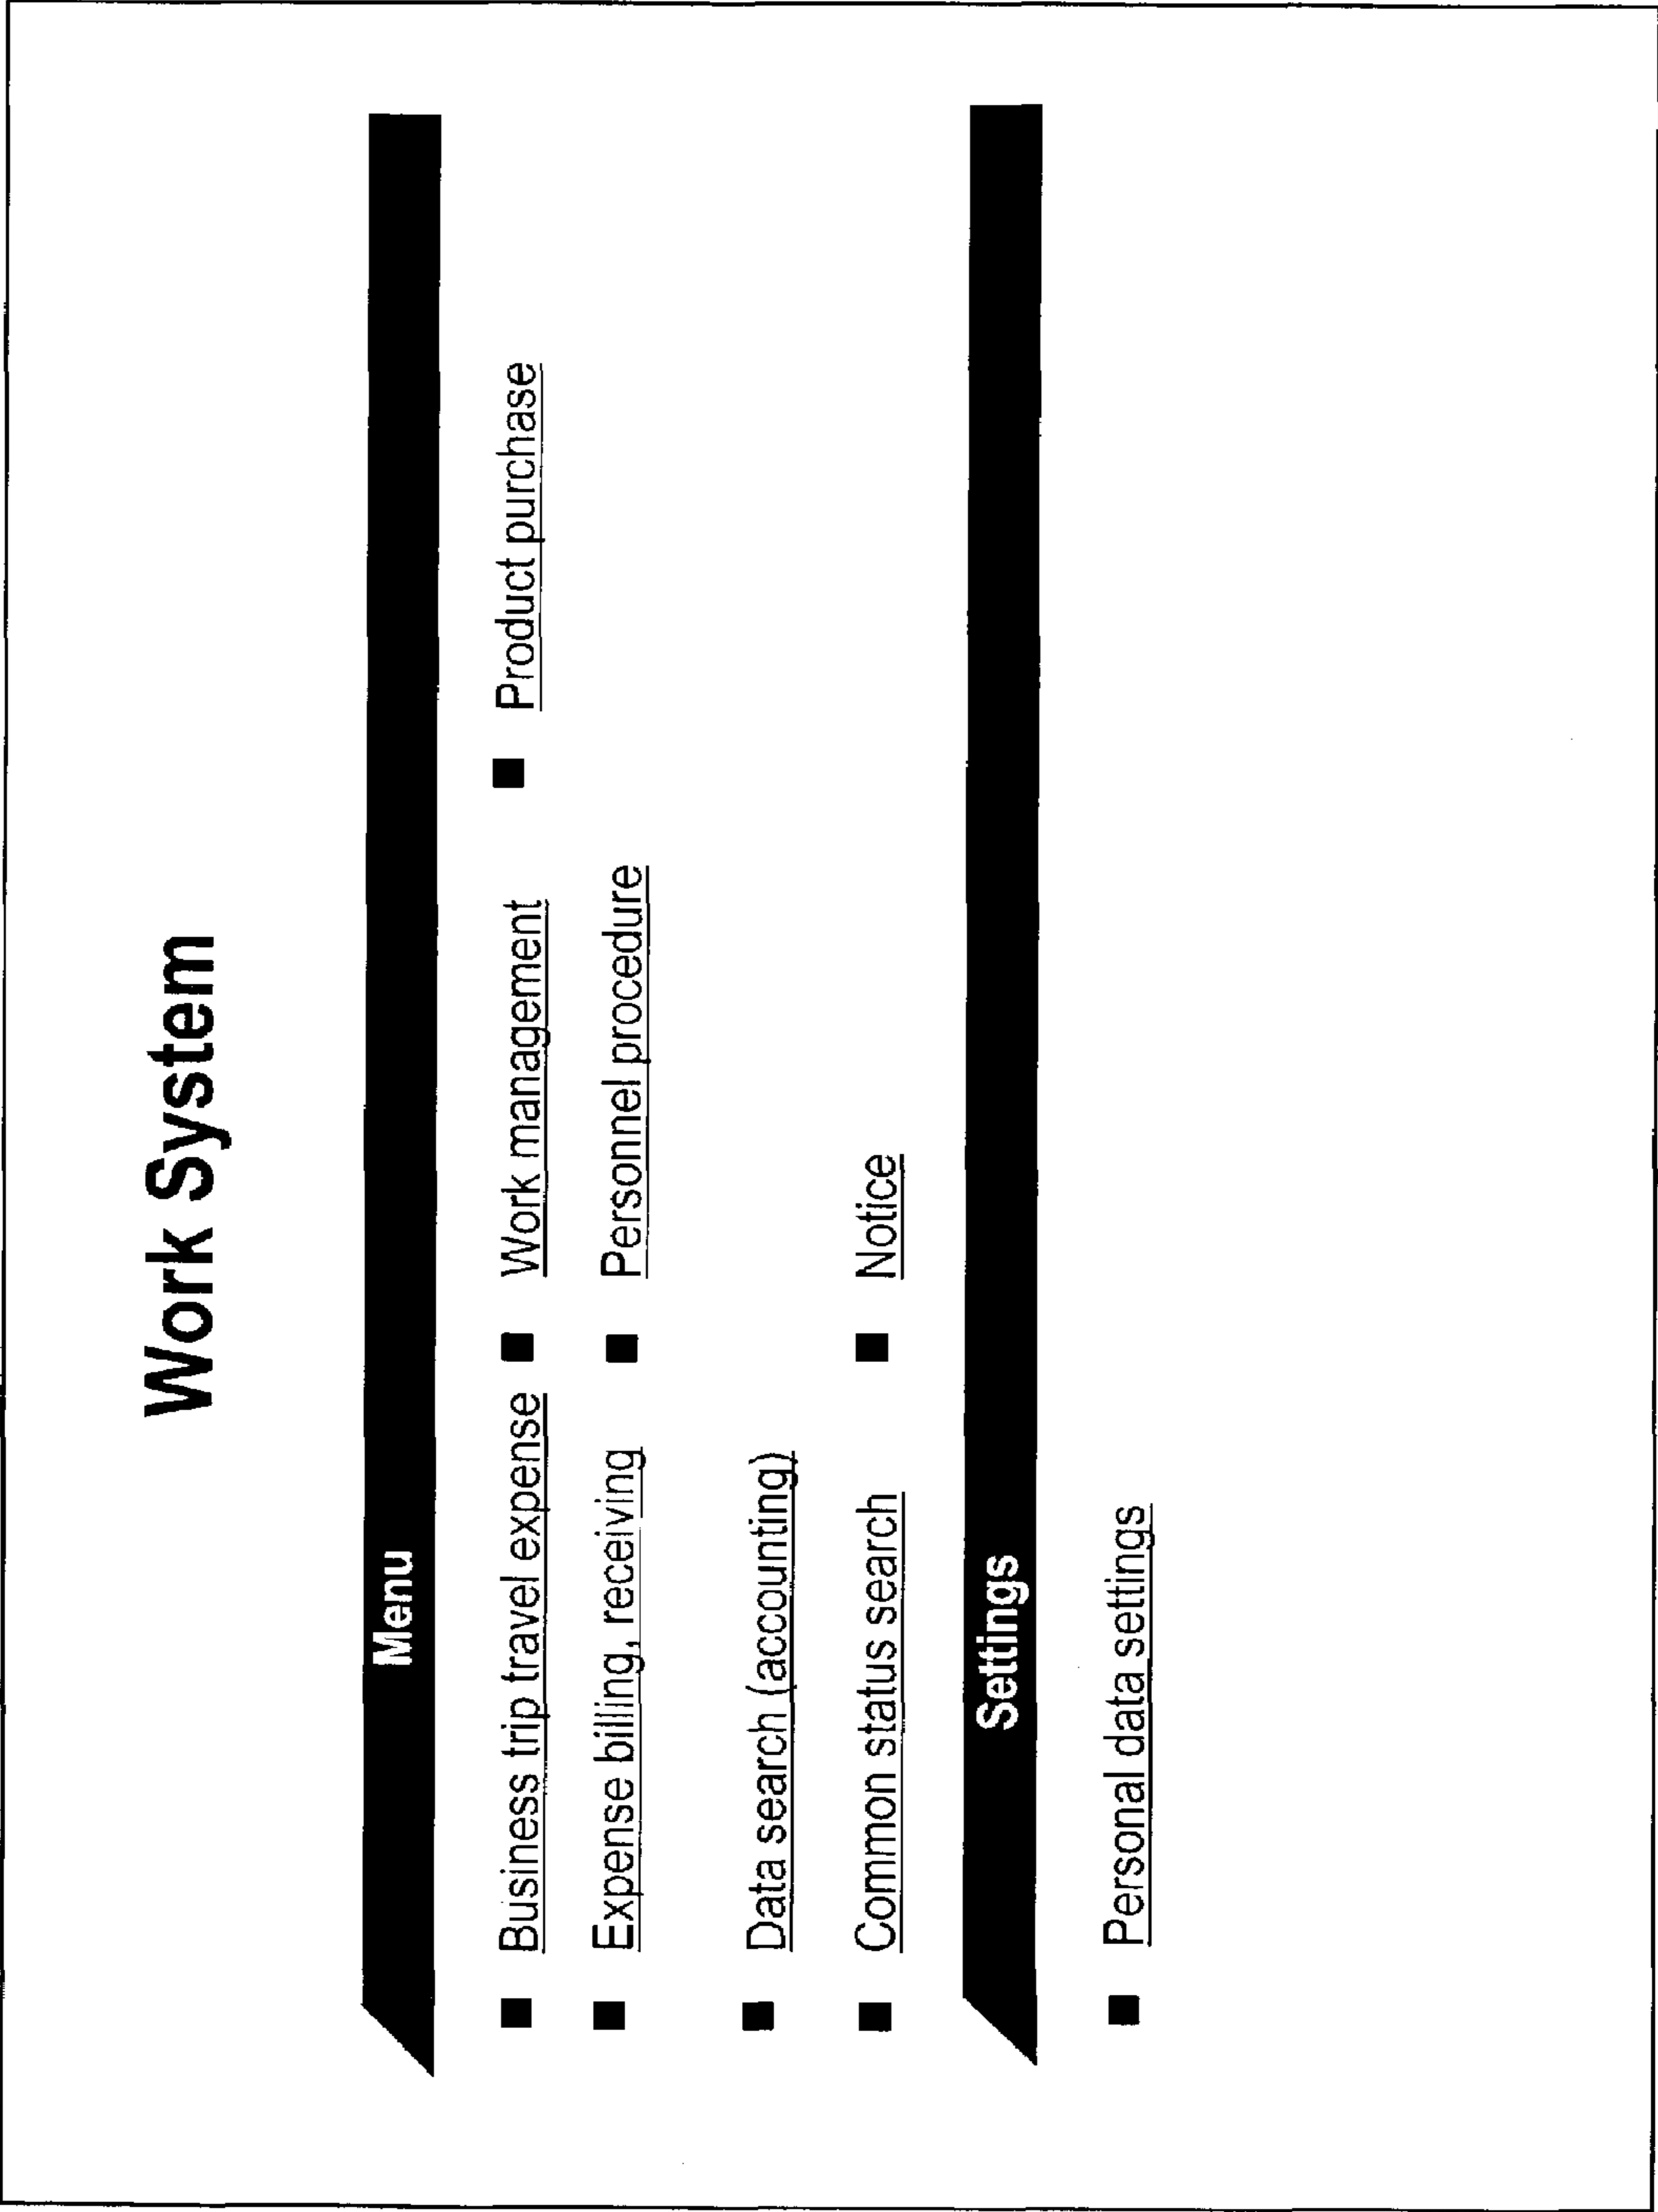 Work System
Menu
■ Business trip travel expense ■ Work management ■ Product purchase
■ Expense billing, receiving ■ Personnel procedure
■ Data search (accounting)
■ Common status search ■ Notice
Settings
■ Personal data settings